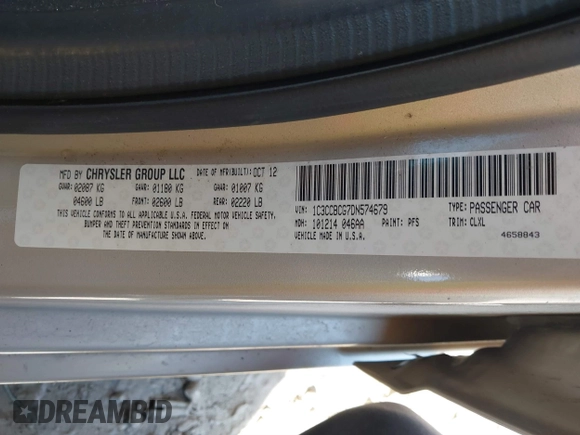 MFD BY CHRYSLER GROUP LLC DATE OF MFR(BUILT): OCT 12
GVWR: 02087 KG GAWR: 01180 KG GAWR: 01007 KG
04600 LB FRONT: 02600 LB REAR: 02220 LB
THIS VEHICLE CONFORMS TO ALL APPLICABLE U.S.A. FEDERAL MOTOR VEHICLE SAFETY,
BUMPER AND THEFT PREVENTION STANDARDS IN EFFECT ON
THE DATE OF MANUFACTURE SHOWN ABOVE.
VIN: 1C3CCBCG7DN574679 TYPE: PASSENGER CAR
MDH: 101214 046AA PAINT: PFS TRIM: CLXL
VEHICLE MADE IN U.S.A.
4658843
DREAMBID